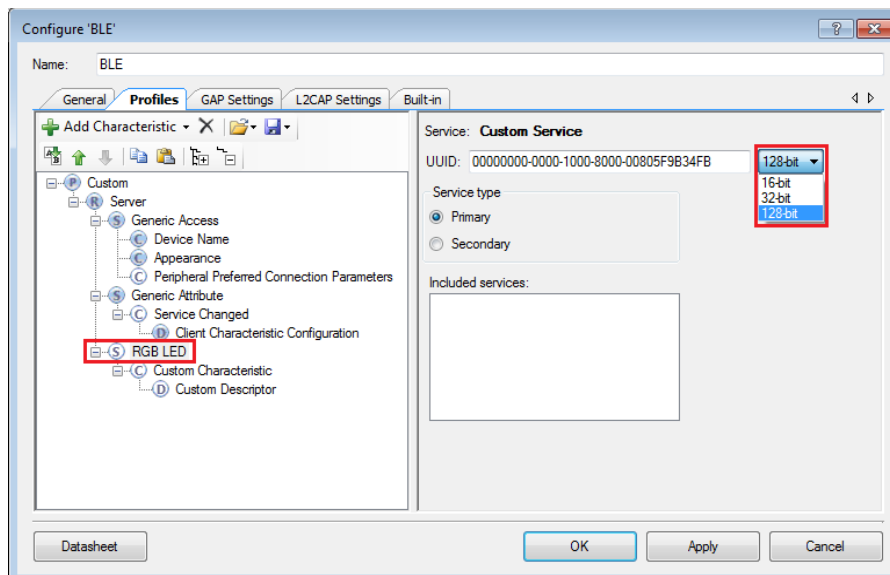 Configure 'BLE'
Name: BLE
General Profiles GAP Settings L2CAP Settings Built-in
Add Characteristic
Service: Custom Service
UUID: 00000000-0000-1000-8000-00805F9B34FB 128-bit
16-bit
32-bit
128-bit
Service type
Primary
Secondary
Included services:
P Custom
R Server
S Generic Access
C Device Name
C Appearance
C Peripheral Preferred Connection Parameters
S Generic Attribute
C Service Changed
D Client Characteristic Configuration
S RGB LED
C Custom Characteristic
D Custom Descriptor
Datasheet OK Apply Cancel